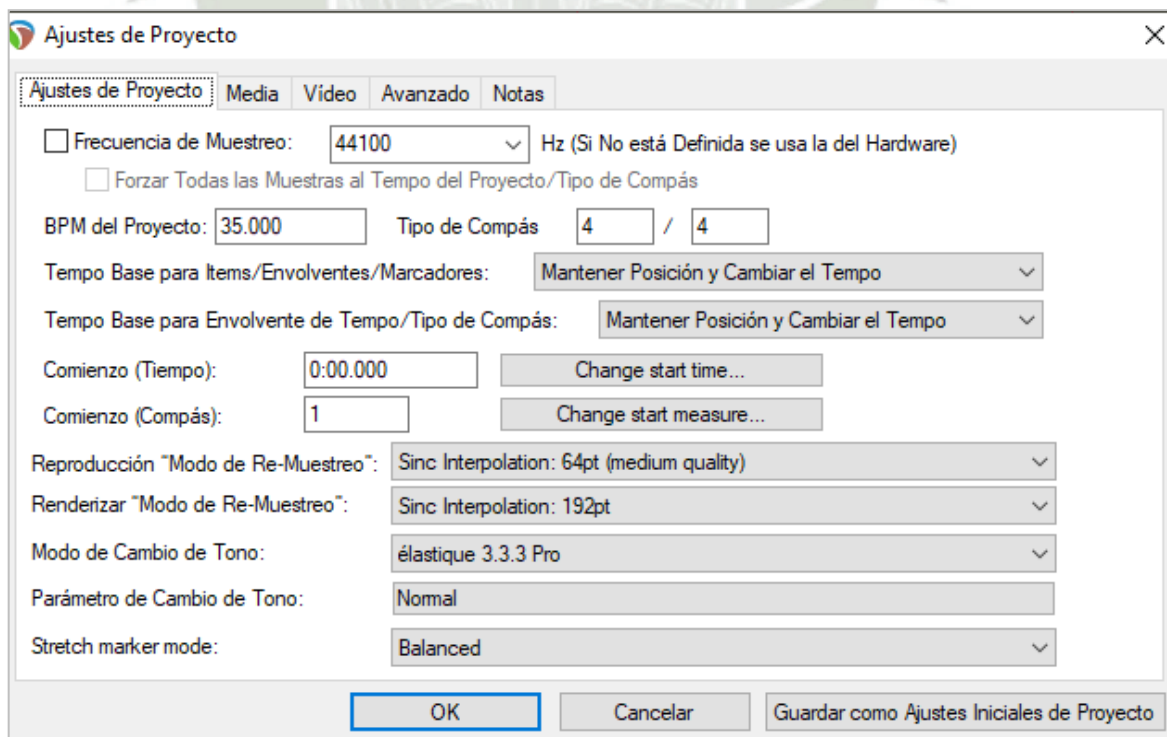 Ajustes de Proyecto
Ajustes de Proyecto Media Vídeo Avanzado Notas
Frecuencia de Muestreo: 44100 Hz (Si No está Definida se usa la del Hardware)
Forzar Todas las Muestras al Tempo del Proyecto/Tipo de Compás
BPM del Proyecto: 35.000 Tipo de Compás 4 / 4
Tempo Base para Items/Envolventes/Marcadores: Mantener Posición y Cambiar el Tempo
Tempo Base para Envolvente de Tempo/Tipo de Compás: Mantener Posición y Cambiar el Tempo
Comienzo (Tiempo): 0:00.000 Change start time...
Comienzo (Compás): 1 Change start measure...
Reproducción "Modo de Re-Muestreo": Sinc Interpolation: 64pt (medium quality)
Renderizar "Modo de Re-Muestreo": Sinc Interpolation: 192pt
Modo de Cambio de Tono: élastique 3.3.3 Pro
Parámetro de Cambio de Tono: Normal
Stretch marker mode: Balanced
OK Cancelar Guardar como Ajustes Iniciales de Proyecto